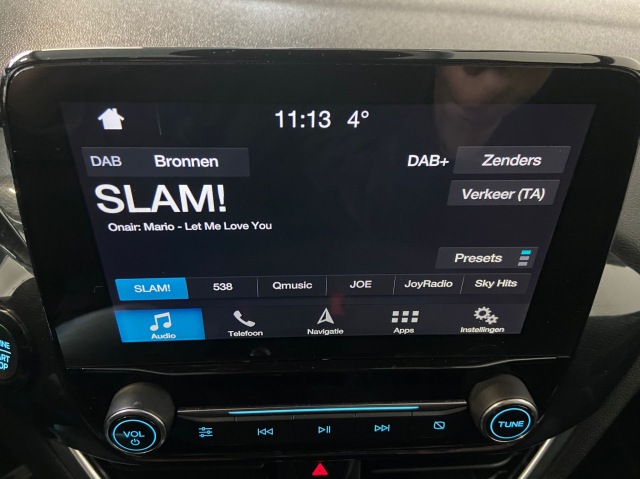 11:13 4°
DAB Bronnen DAB+ Zenders
SLAM! Verkeer (TA)
Onair: Mario - Let Me Love You
Presets
SLAM! 538 Qmusic JOE JoyRadio Sky Hits
Audio Telefoon Navigatie Apps Instellingen
VOL TUNE